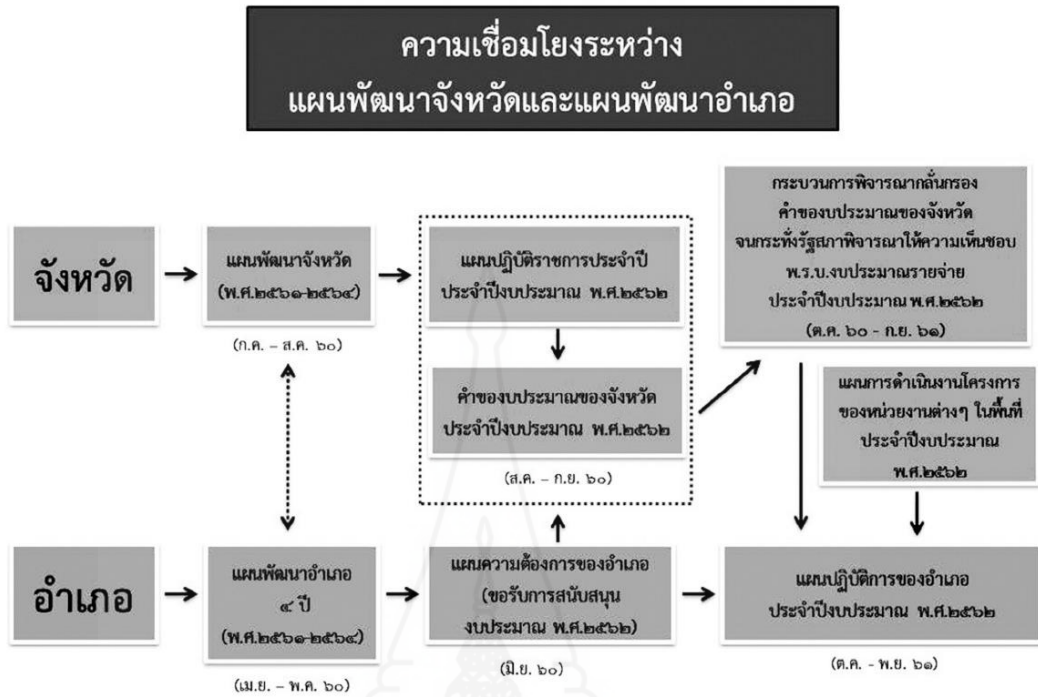 ความเชื่อมโยงระหว่าง
แผนพัฒนาจังหวัดและแผนพัฒนาอำเภอ
จังหวัด
แผนพัฒนาจังหวัด
(พ.ศ.๒๕๖๑-๒๕๖๔)
(ก.ค. – ส.ค. ๖๐)
แผนปฏิบัติราชการประจำปี
ประจำปีงบประมาณ พ.ศ.๒๕๖๒
คำของบประมาณของจังหวัด
ประจำปีงบประมาณ พ.ศ.๒๕๖๒
(ส.ค. – ก.ย. ๖๐)
กระบวนการพิจารณากลั่นกรอง
คำของบประมาณของจังหวัด
จนกระทั่งรัฐสภาพิจารณาให้ความเห็นชอบ
พ.ร.บ.งบประมาณรายจ่าย
ประจำปีงบประมาณ พ.ศ.๒๕๖๒
(ต.ค. ๖๐ - ก.ย. ๖๑)
แผนการดำเนินงานโครงการ
ของหน่วยงานต่างๆ ในพื้นที่
ประจำปีงบประมาณ
พ.ศ.๒๕๖๒
อำเภอ
แผนพัฒนาอำเภอ
๔ ปี
(พ.ศ.๒๕๖๑-๒๕๖๔)
(เม.ย. – พ.ค. ๖๐)
แผนความต้องการของอำเภอ
(ขอรับการสนับสนุน
งบประมาณ พ.ศ.๒๕๖๒)
(มิ.ย. ๖๐)
แผนปฏิบัติการของอำเภอ
ประจำปีงบประมาณ พ.ศ.๒๕๖๒
(ต.ค. - พ.ย. ๖๑)